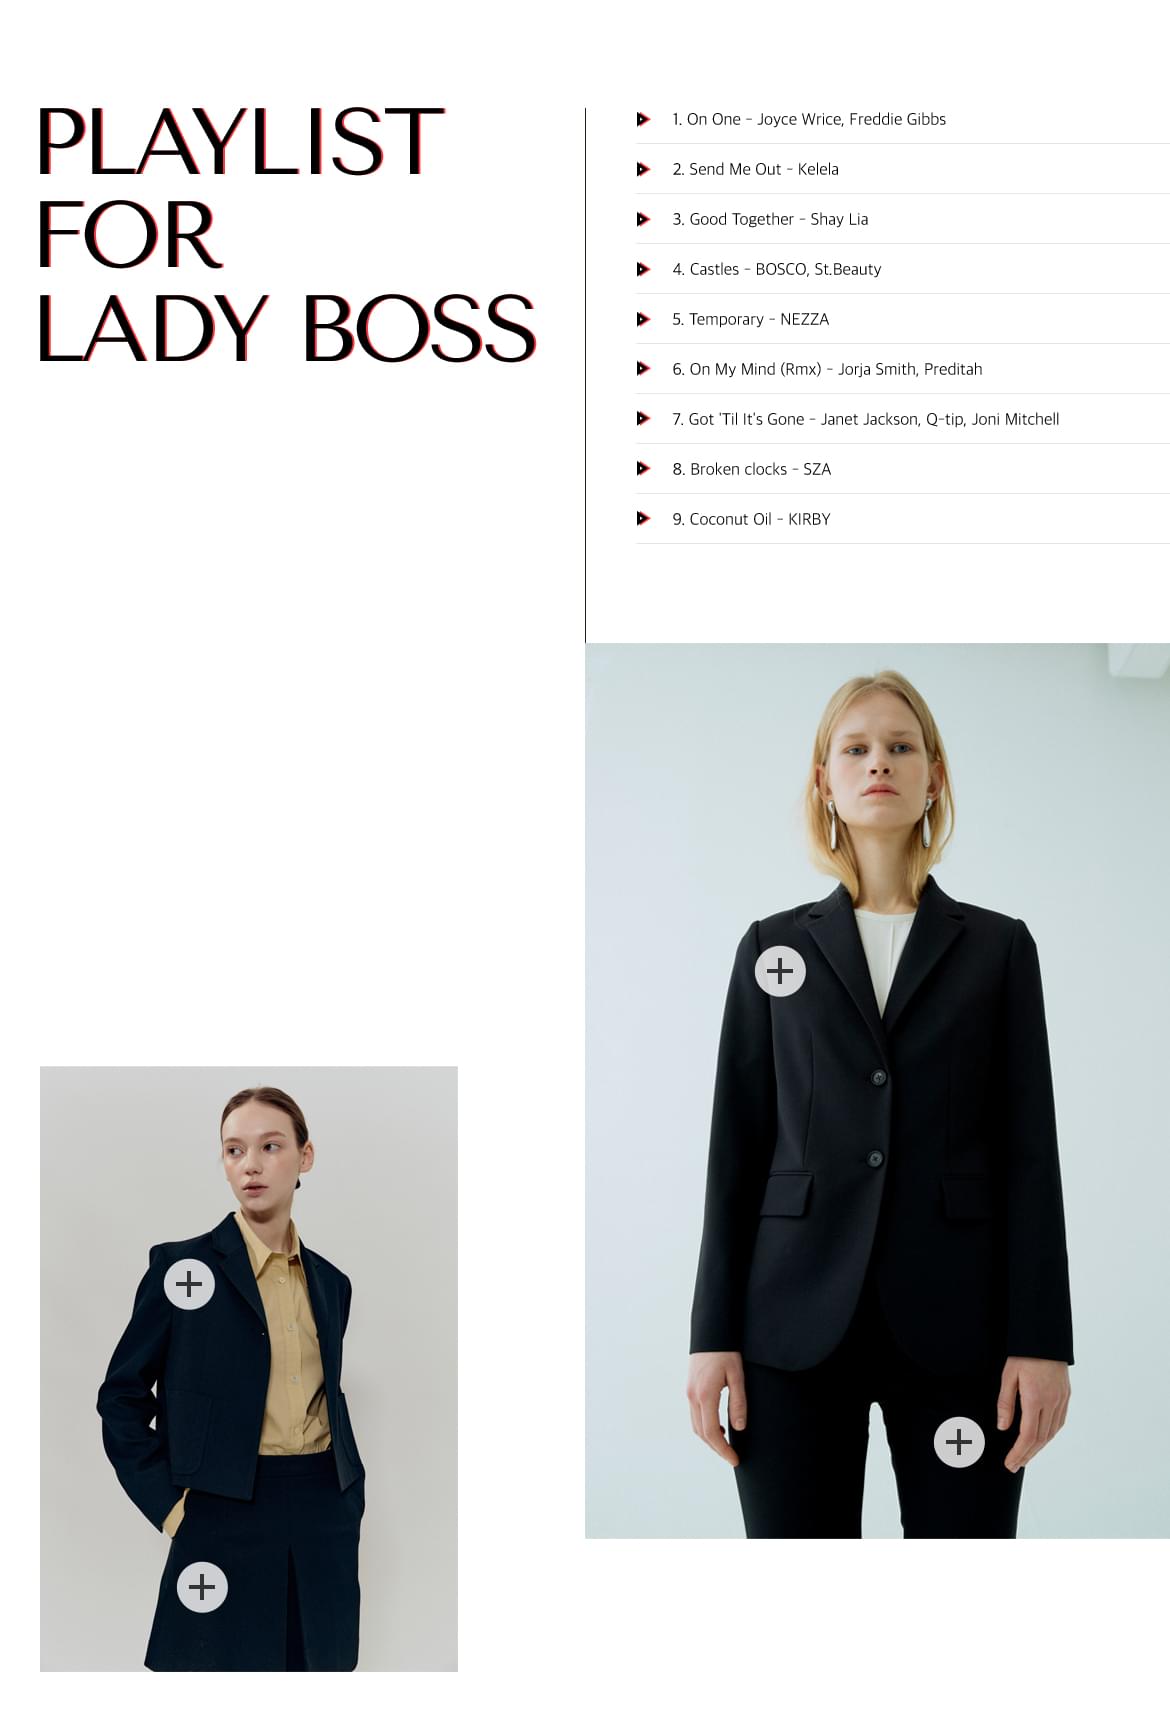 PLAYLIST
FOR
LADY BOSS
1. On One - Joyce Wrice, Freddie Gibbs
2. Send Me Out - Kelela
3. Good Together - Shay Lia
4. Castles - BOSCO, St.Beauty
5. Temporary - NEZZA
6. On My Mind (Rmx) - Jorja Smith, Preditah
7. Got 'Til It's Gone - Janet Jackson, Q-tip, Joni Mitchell
8. Broken clocks - SZA
9. Coconut Oil - KIRBY